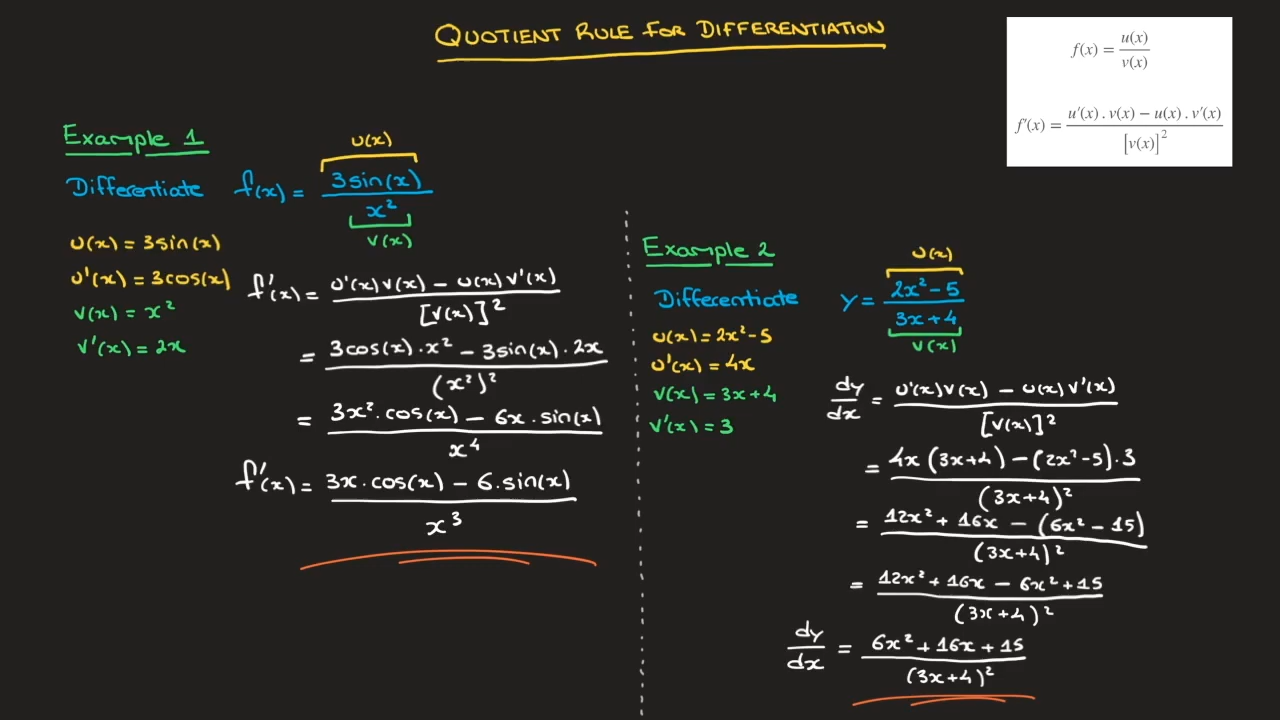 QUOTIENT RULE FOR DIFFERENTIATION
f(x) = u(x) / v(x)
f′(x) = u′(x) . v(x) − u(x) . v′(x) / [v(x)]²
Example 1
u(x)
Differentiate f(x) = 3sin(x) / x²
v(x)
u(x) = 3sin(x)
u'(x) = 3cos(x)
v(x) = x²
v'(x) = 2x
f'(x) = u'(x)v(x) − u(x)v'(x) / [v(x)]²
= 3cos(x)·x² − 3sin(x)·2x / (x²)²
= 3x²·cos(x) − 6x·sin(x) / x⁴
f'(x) = 3x·cos(x) − 6·sin(x) / x³
Example 2
u(x)
Differentiate y = 2x²-5 / 3x+4
v(x)
u(x) = 2x²-5
u'(x) = 4x
v(x) = 3x+4
v'(x) = 3
dy/dx = u'(x)v(x) − u(x)v'(x) / [v(x)]²
= 4x(3x+4) − (2x²-5)·3 / (3x+4)²
= 12x² + 16x − (6x² − 15) / (3x+4)²
= 12x² + 16x − 6x² + 15 / (3x+4)²
dy/dx = 6x² + 16x + 15 / (3x+4)²